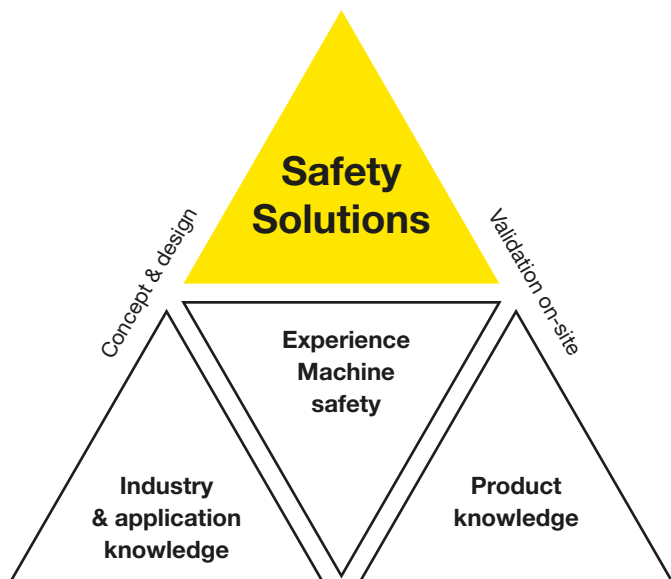 Safety
Solutions
Concept & design
Validation on-site
Experience
Machine
safety
Industry
& application
knowledge
Product
knowledge